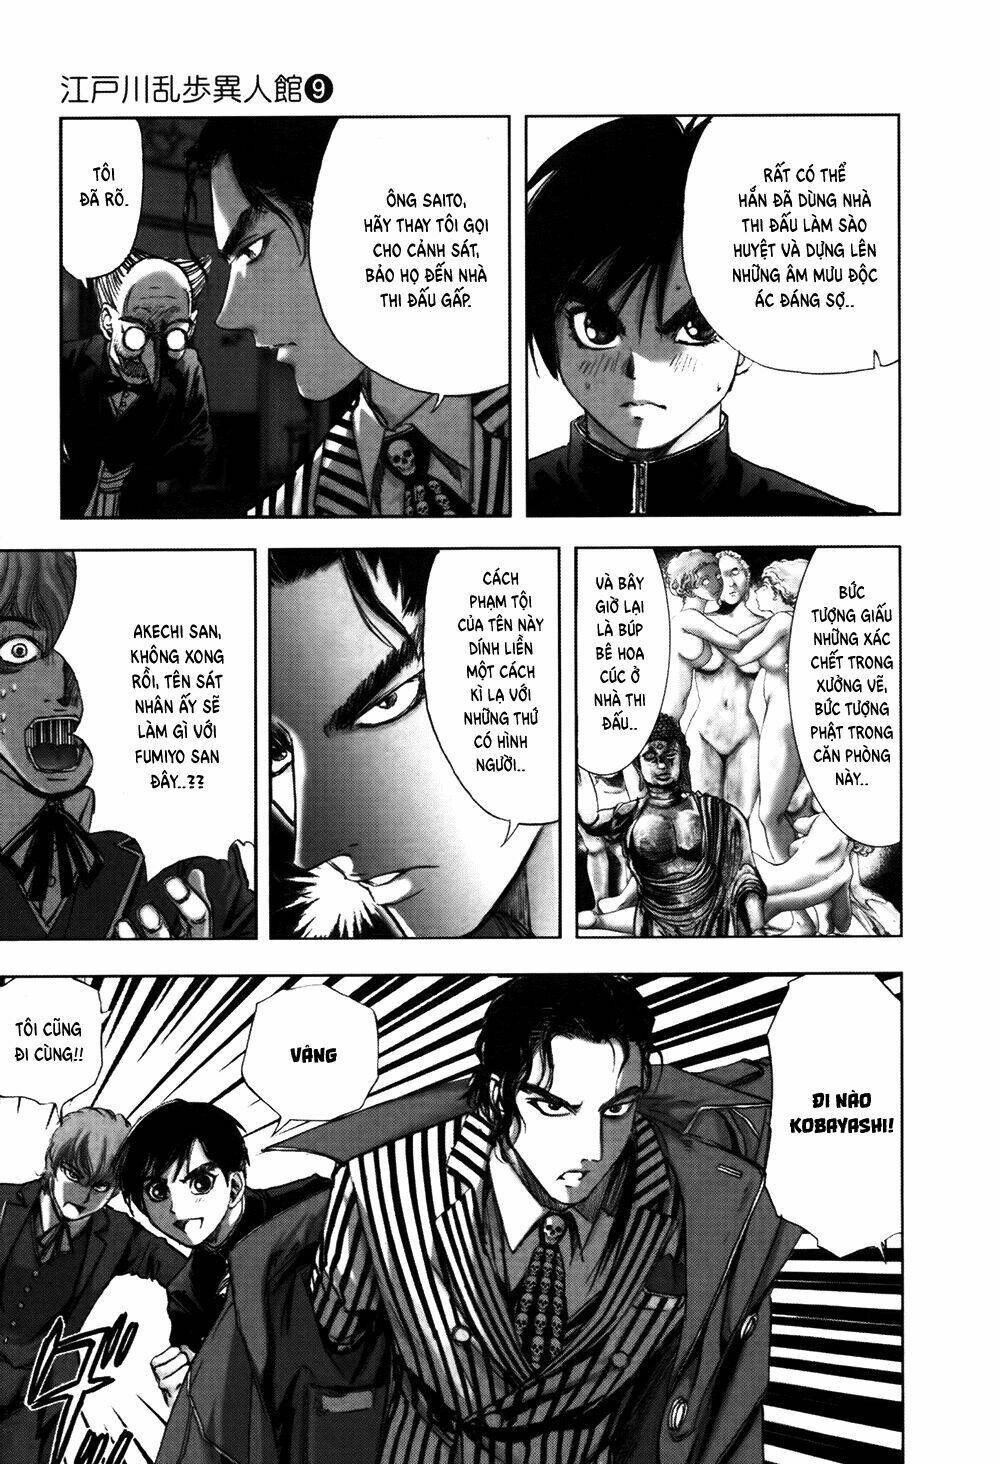 江戸川乱歩異人館❾
RẤT CÓ THỂ
HẮN ĐÃ DÙNG NHÀ
THI ĐẤU LÀM SÀO
HUYỆT VÀ DỰNG LÊN
NHỮNG ÂM MƯU ĐỘC
ÁC ĐÁNG SỢ..
ÔNG SAITO,
HÃY THAY TÔI GỌI
CHO CẢNH SÁT,
BẢO HỌ ĐẾN NHÀ
THI ĐẤU GẤP.
TÔI
ĐÃ RÕ.
BỨC
TƯỢNG GIẤU
NHỮNG XÁC
CHẾT TRONG
XƯỞNG VẼ,
BỨC TƯỢNG
PHẬT TRONG
CĂN PHÒNG
NÀY..
VÀ BÂY
GIỜ LẠI
LÀ BÚP
BÊ HOA
CÚC Ở
NHÀ THI
ĐẤU..
CÁCH
PHẠM TỘI
CỦA TÊN NÀY
DÍNH LIỀN
MỘT CÁCH
KÌ LẠ VỚI
NHỮNG THỨ
CÓ HÌNH
NGƯỜI..
AKECHI SAN,
KHÔNG XONG
RỒI, TÊN SÁT
NHÂN ẤY SẼ
LÀM GÌ VỚI
FUMIYO SAN
ĐÂY..??
ĐI NÀO
KOBAYASHI!
VÂNG
TÔI CŨNG
ĐI CÙNG!!